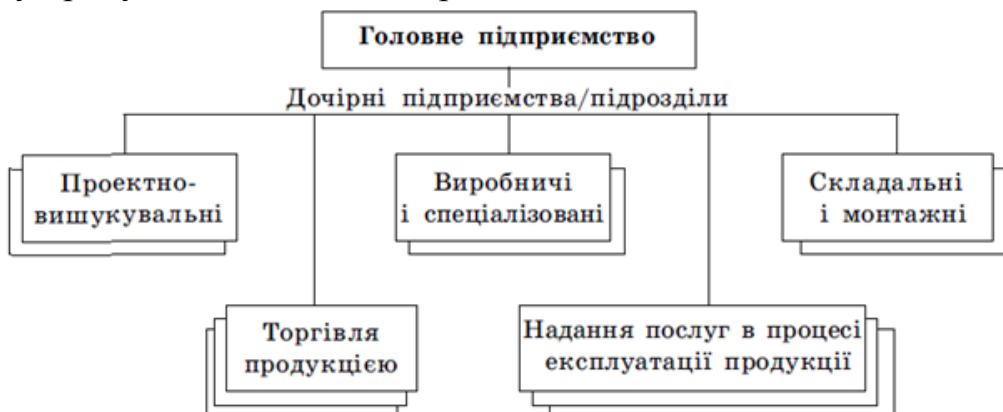 Головне підприємство
Дочірні підприємства/підрозділи
Проектно-
вишукувальні
Виробничі
і спеціалізовані
Складальні
і монтажні
Торгівля
продукцією
Надання послуг в процесі
експлуатації продукції